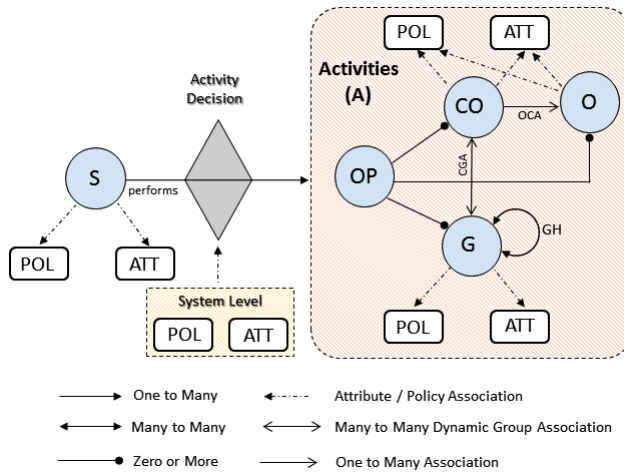 POL
ATT
Activities
(A)
Activity
Decision
CO
O
OCA
S
performs
OP
CGA
G
GH
POL
ATT
System Level
POL
ATT
POL
ATT
One to Many
Attribute / Policy Association
Many to Many
Many to Many Dynamic Group Association
Zero or More
One to Many Association